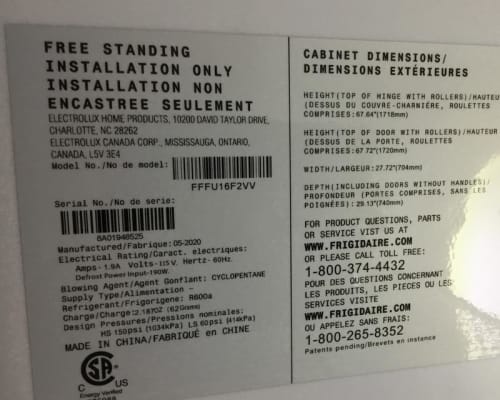 FREE STANDING
INSTALLATION ONLY
INSTALLATION NON
ENCASTREE SEULEMENT
ELECTROLUX HOME PRODUCTS, 10200 DAVID TAYLOR DRIVE,
CHARLOTTE, NC 28262
ELECTROLUX CANADA CORP., MISSISSAUGA, ONTARIO,
CANADA, L5V 3E4
Model No./No de model:
FFFU16F2VV
Serial No./No de serie:
8A01948525
Manufactured/Fabrique: 05-2020
Electrical Rating/Caract. electriques:
Amps- 1.9A Volts-115V Hertz-60Hz
Defrost Power Input-190W
Blowing Agent/Agent Gonflant: CYCLOPENTANE
Supply Type/Alimentation –
Refrigerant/Frigorigene: R600a
Charge/Charge: 2.187OZ (62Grams)
Design Pressures/Pressions nominales:
HS 150psi (1034kPa) LS 60psi (414kPa)
MADE IN CHINA/FABRIQUÉ en CHINE
C US
Energy Verified
CABINET DIMENSIONS/
DIMENSIONS EXTÉRIEURES
HEIGHT(TOP OF HINGE WITH ROLLERS)/HAUTEU
(DESSUS DU COUVRE-CHARNIÈRE, ROULETTES
COMPRISES:67.64"(1718mm)
HEIGHT(TOP OF DOOR WITH ROLLERS)/HAUTEUR
(DESSUS DE LA PORTE, ROULETTES
COMPRISES: 67.72"(1720mm)
WIDTH/LARGEUR:27.72"(704mm)
DEPTH(INCLUDING DOORS WITHOUT HANDLES)/
PROFONDEUR (PORTES COMPRISES, SANS LES
POIGNÉES): 29.13"(740mm)
FOR PRODUCT QUESTIONS, PARTS
OR SERVICE VISIT US AT
WWW.FRIGIDAIRE.COM
OR PLEASE CALL TOLL FREE:
1-800-374-4432
POUR DES QUESTIONS CONCERNANT
LES PRODUITS, LES PIECES OU LES
SERVICES VISITE
WWW.FRIGIDAIRE.COM
OU APPELEZ SANS FRAIS:
1-800-265-8352
Patents pending/Brevets en instance